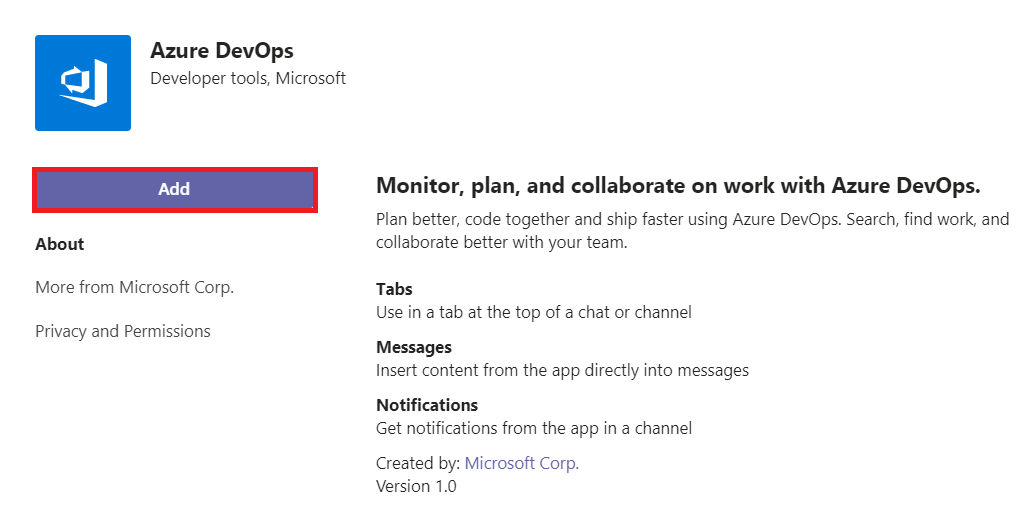 Azure DevOps
Developer tools, Microsoft
Add
About
More from Microsoft Corp.
Privacy and Permissions
Monitor, plan, and collaborate on work with Azure DevOps.
Plan better, code together and ship faster using Azure DevOps. Search, find work, and
collaborate better with your team.
Tabs
Use in a tab at the top of a chat or channel
Messages
Insert content from the app directly into messages
Notifications
Get notifications from the app in a channel
Created by: Microsoft Corp.
Version 1.0